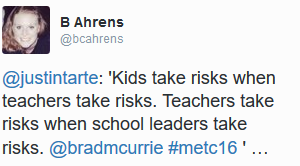 B Ahrens
@bcahrens
@justintarte: 'Kids take risks when
teachers take risks. Teachers take
risks when school leaders take
risks. @bradmcurrie #metc16 ' …